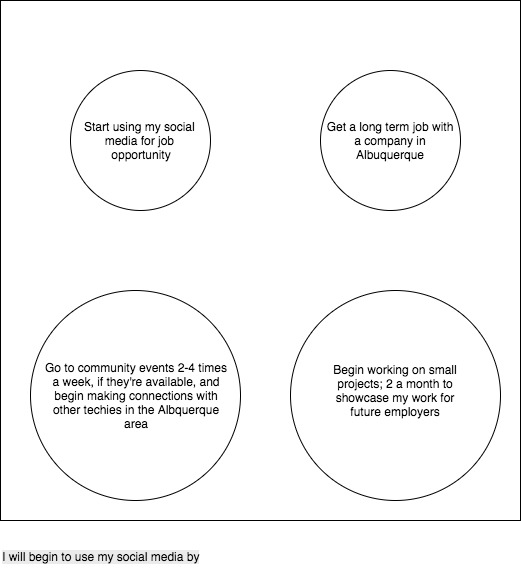 Start using my social
media for job
opportunity
Get a long term job with
a company in
Albuquerque
Go to community events 2-4 times
a week, if they're available, and
begin making connections with
other techies in the Albquerque
area
Begin working on small
projects; 2 a month to
showcase my work for
future employers
I will begin to use my social media by